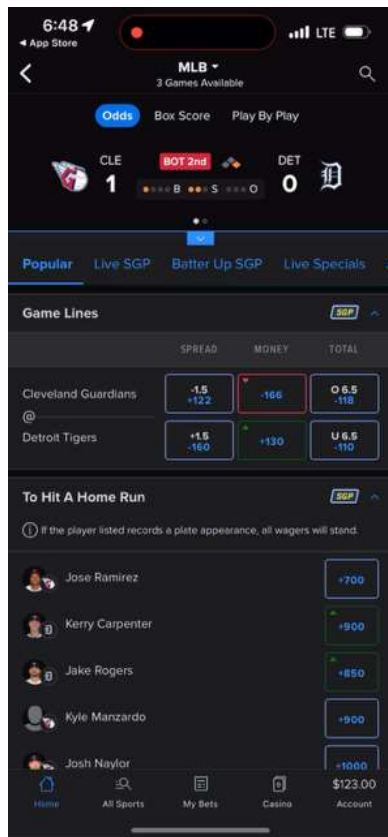 6:48
App Store
LTE
MLB
3 Games Available
Odds Box Score Play By Play
CLE BOT 2nd DET
1 B S O 0
Popular Live SGP Batter Up SGP Live Specials
Game Lines SGP
SPREAD MONEY TOTAL
-1.5 O 6.5
Cleveland Guardians +122 -166 -118
@
+1.5 U 6.5
Detroit Tigers -160 +130 -110
To Hit A Home Run SGP
If the player listed records a plate appearance, all wagers will stand.
Jose Ramirez +700
Kerry Carpenter +900
Jake Rogers +850
Kyle Manzardo +900
Josh Naylor +1000
$123.00
Home All Sports My Bets Casino Account